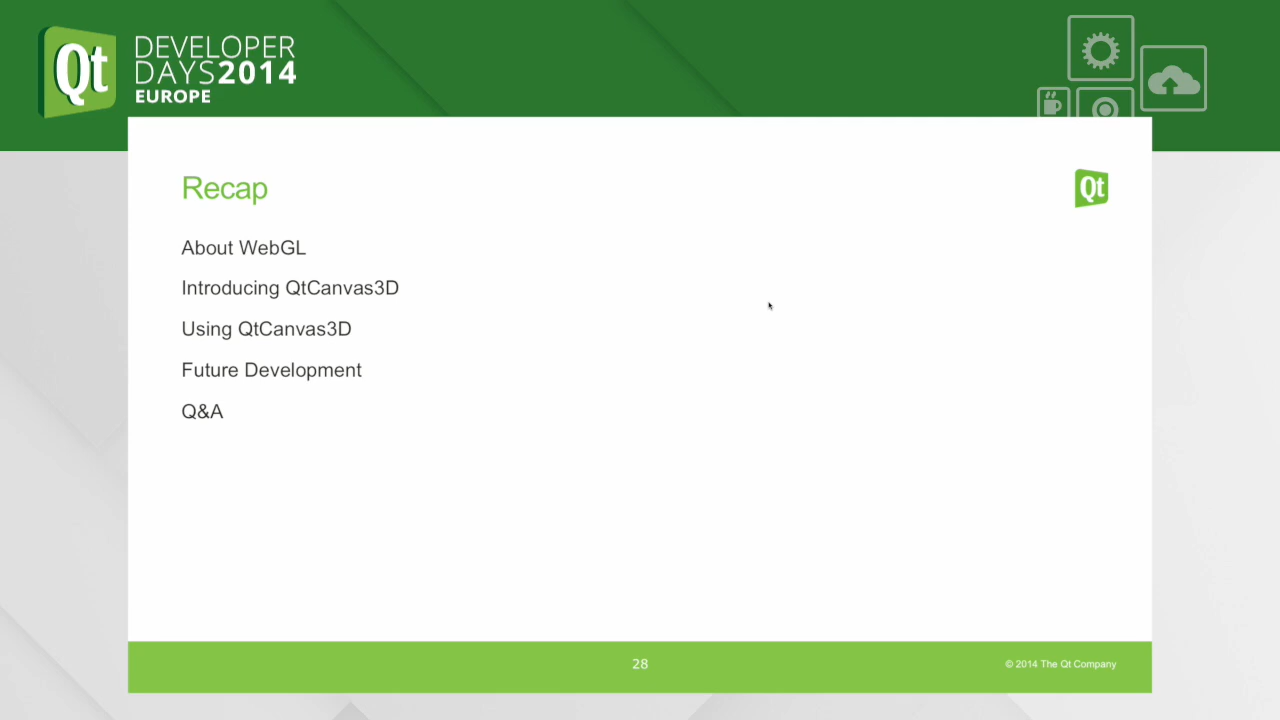 Qt
DEVELOPER
DAYS2014
EUROPE
Recap
Qt
About WebGL
Introducing QtCanvas3D
Using QtCanvas3D
Future Development
Q&A
28
© 2014 The Qt Company